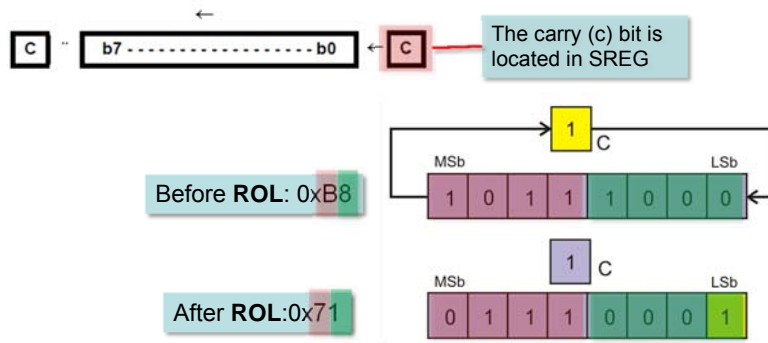 ←
C ¨ b7 - - - - - - - - - - - - - - - - - - b0 ← C
The carry (c) bit is
located in SREG
1
C
MSb LSb
Before ROL: 0xB8
1 0 1 1 1 0 0 0
1
C
MSb LSb
After ROL:0x71
0 1 1 1 0 0 0 1